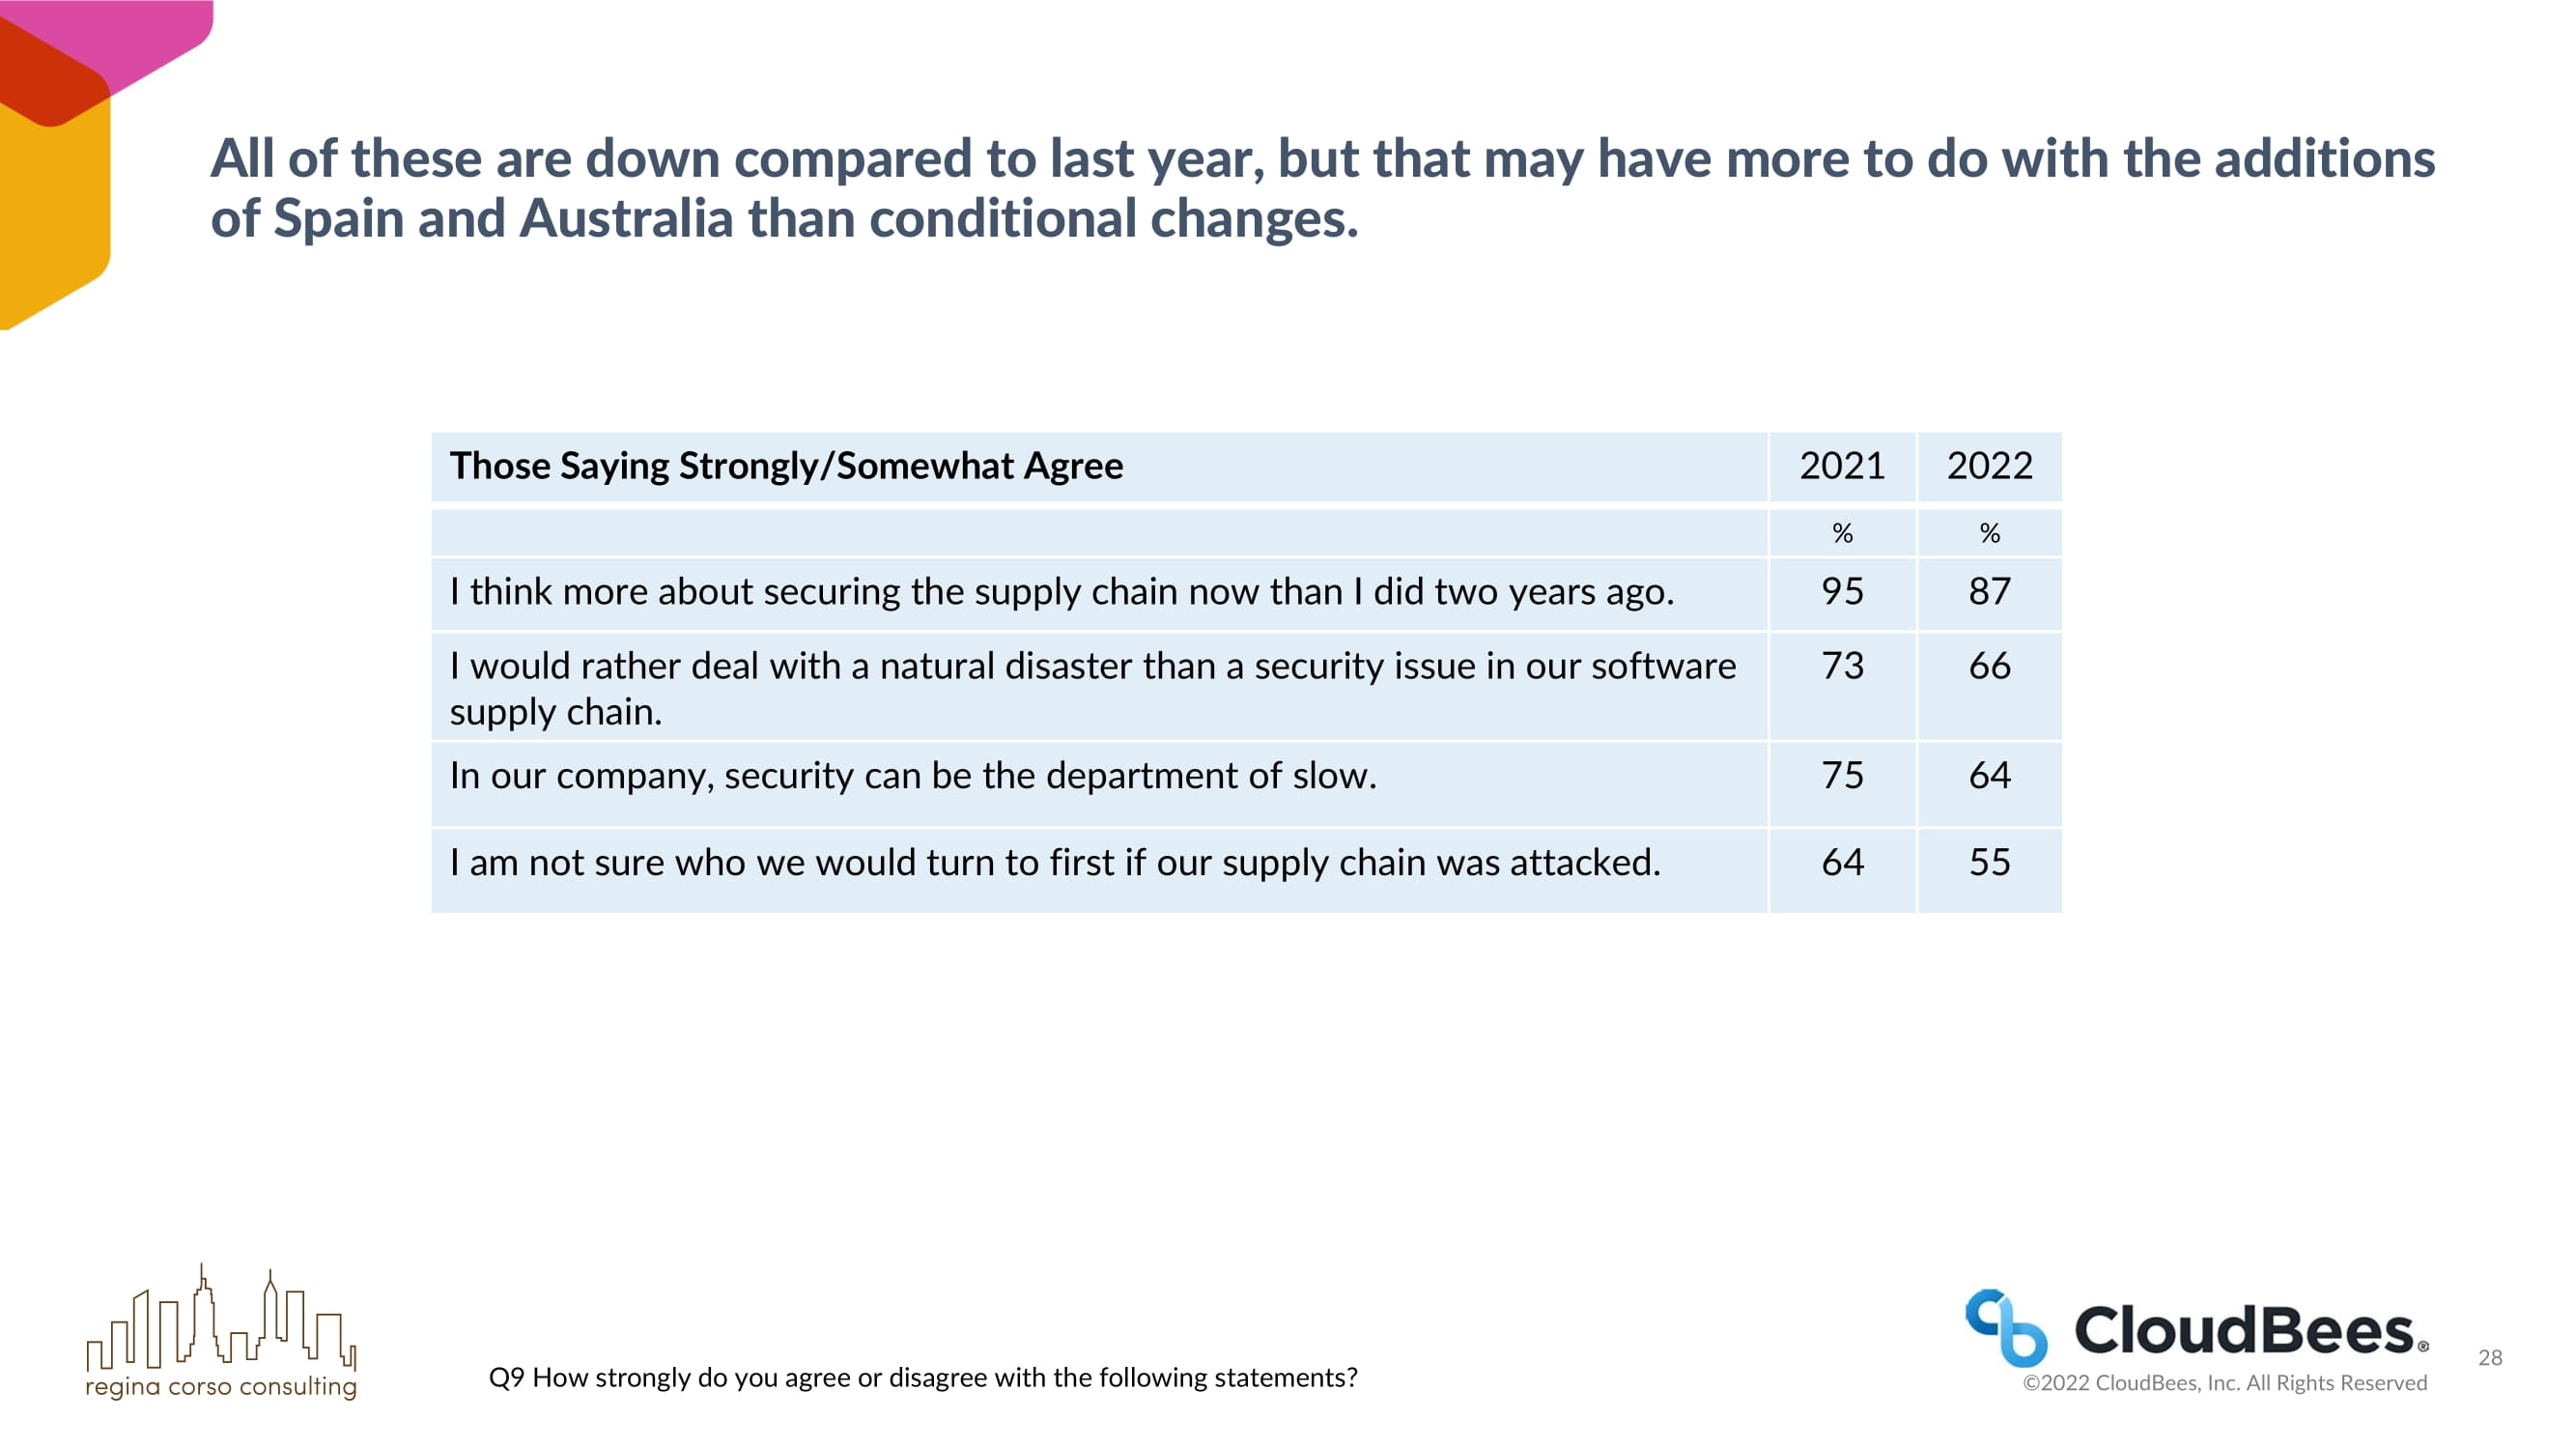 All of these are down compared to last year, but that may have more to do with the additions
of Spain and Australia than conditional changes.
Those Saying Strongly/Somewhat Agree 2021 2022
% %
I think more about securing the supply chain now than I did two years ago. 95 87
I would rather deal with a natural disaster than a security issue in our software 73 66
supply chain.
In our company, security can be the department of slow. 75 64
I am not sure who we would turn to first if our supply chain was attacked. 64 55
regina corso consulting
Q9 How strongly do you agree or disagree with the following statements?
CloudBees®
©2022 CloudBees, Inc. All Rights Reserved
28